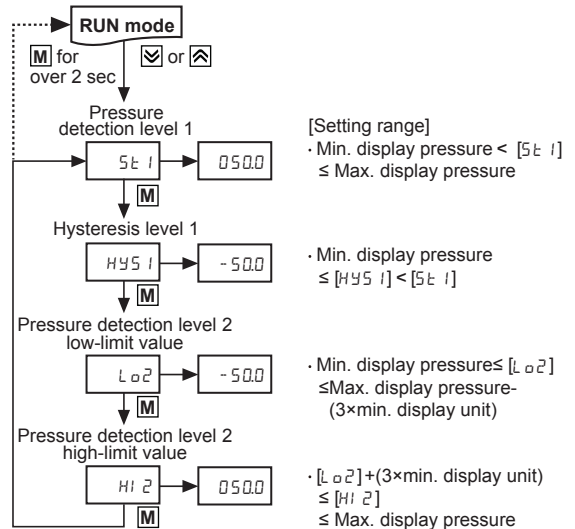 RUN mode
M for
over 2 sec
or
Pressure
detection level 1
St 1
050.0
M
[Setting range]
· Min. display pressure < [St 1]
≤ Max. display pressure
Hysteresis level 1
HYS 1
- 50.0
M
· Min. display pressure
≤ [HYS 1] < [St 1]
Pressure detection level 2
low-limit value
Lo2
- 50.0
M
· Min. display pressure≤ [Lo2]
≤Max. display pressure-
(3×min. display unit)
Pressure detection level 2
high-limit value
HI 2
050.0
M
· [Lo2]+(3×min. display unit)
≤ [HI 2]
≤ Max. display pressure